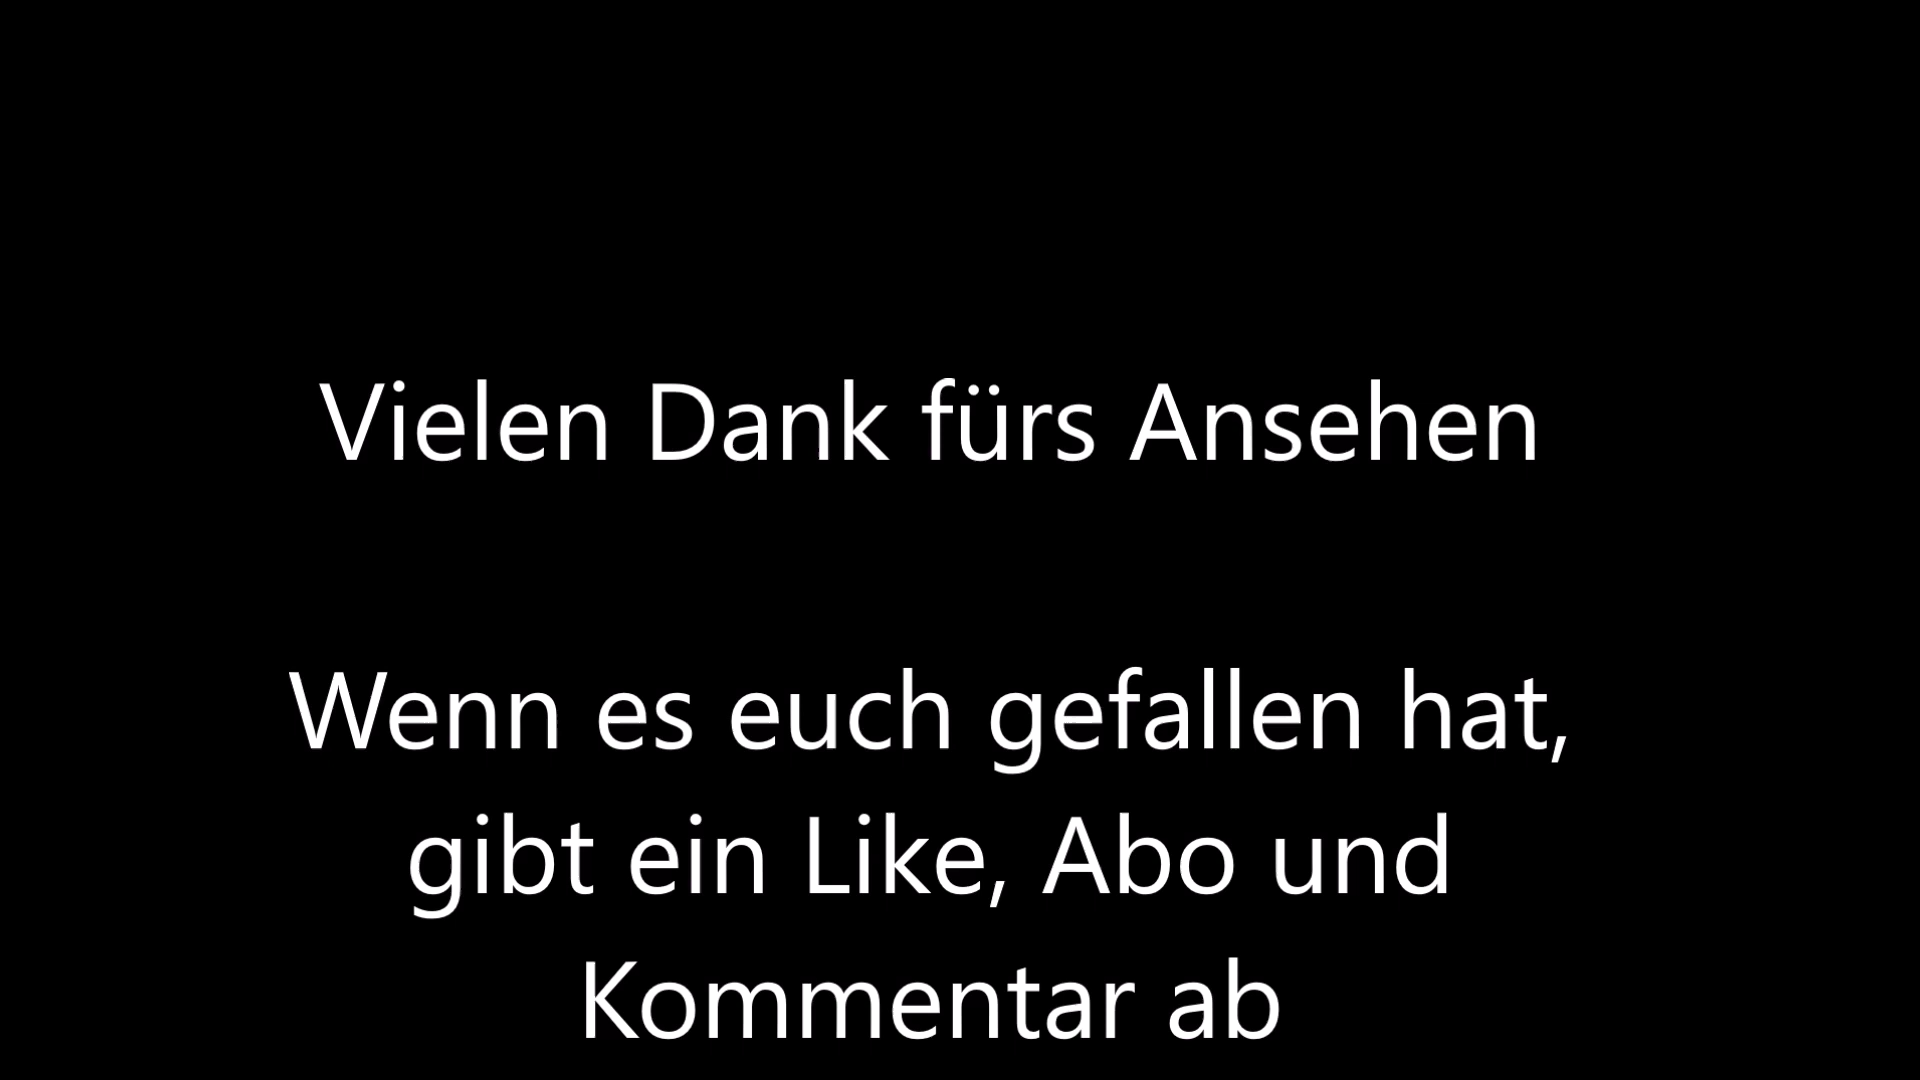 Vielen Dank fürs Ansehen
Wenn es euch gefallen hat,
gibt ein Like, Abo und
Kommentar ab